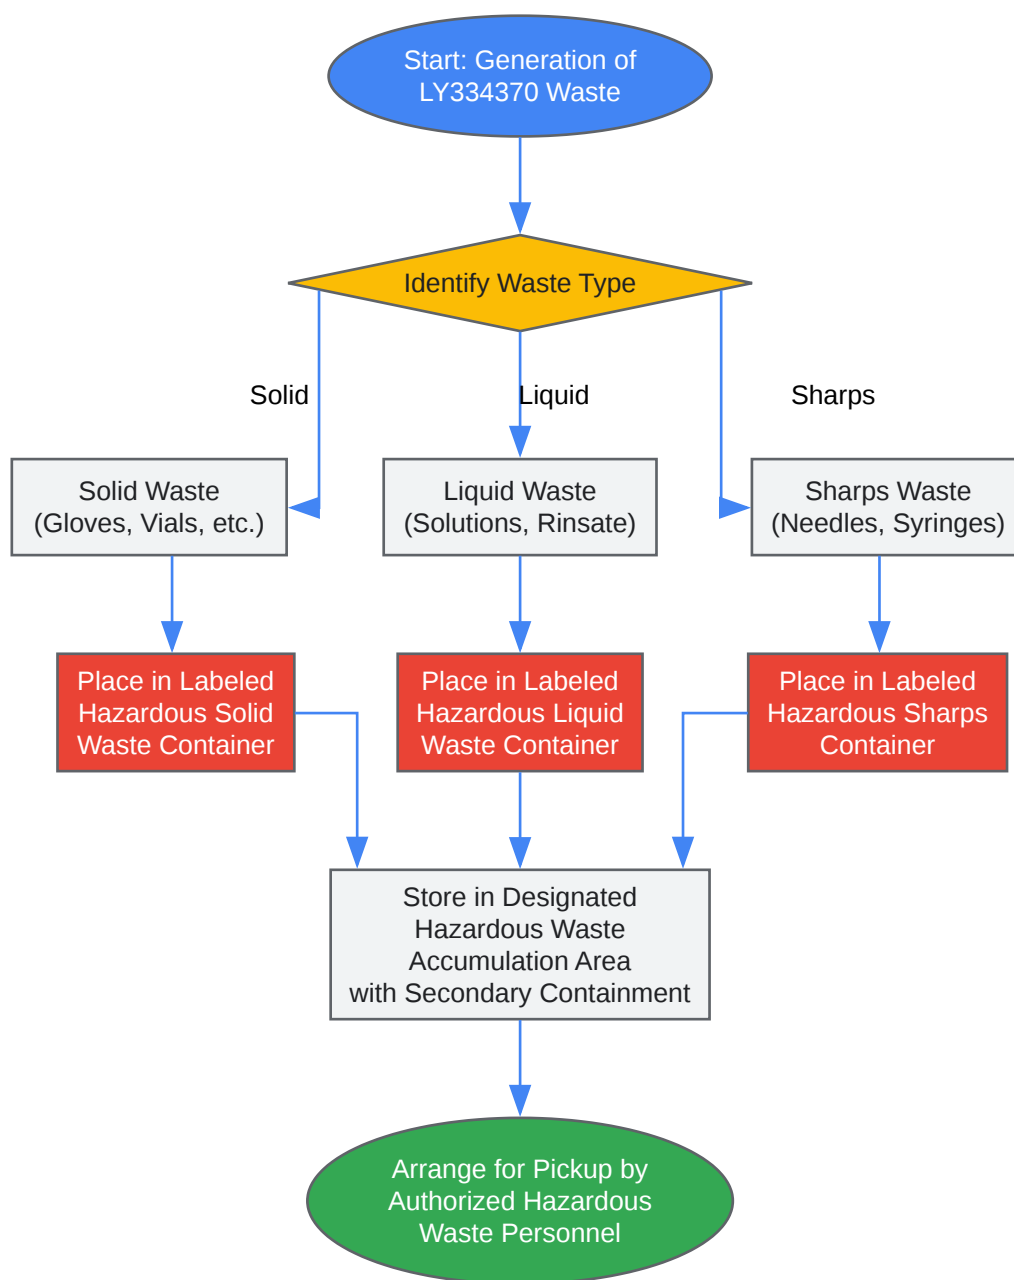 Start: Generation of
LY334370 Waste
Identify Waste Type
Solid
Liquid
Sharps
Solid Waste
(Gloves, Vials, etc.)
Liquid Waste
(Solutions, Rinsate)
Sharps Waste
(Needles, Syringes)
Place in Labeled
Hazardous Solid
Waste Container
Place in Labeled
Hazardous Liquid
Waste Container
Place in Labeled
Hazardous Sharps
Container
Store in Designated
Hazardous Waste
Accumulation Area
with Secondary Containment
Arrange for Pickup by
Authorized Hazardous
Waste Personnel